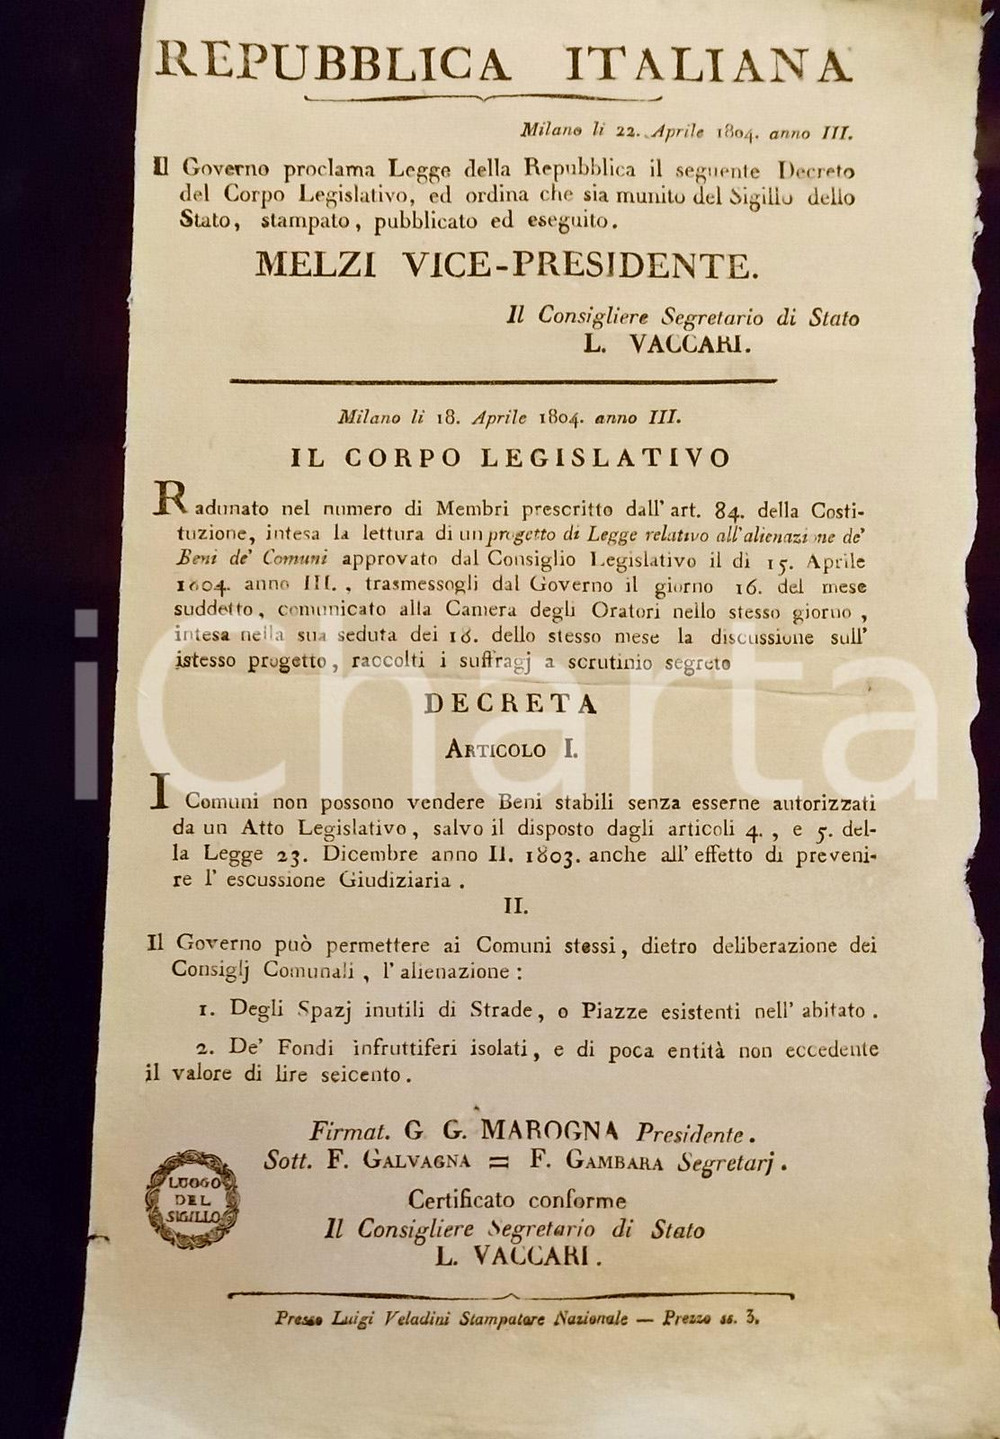 REPUBBLICA ITALIANA
Milano li 22. Aprile 1804. anno III.
Il Governo proclama Legge della Repubblica il seguente Decreto
del Corpo Legislativo, ed ordina che sia munito del Sigillo dello
Stato, stampato, pubblicato ed eseguito.
MELZI VICE-PRESIDENTE.
Il Consigliere Segretario di Stato
L. VACCARI.
Milano li 18. Aprile 1804. anno III.
IL CORPO LEGISLATIVO
Radunato nel numero di Membri prescritto dall' art. 84. della Costi-
tuzione, intesa la lettura di un progetto di Legge relativo all'alienazione de'
Beni de' Comuni approvato dal Consiglio Legislativo il dì 15. Aprile
1804. anno III., trasmessogli dal Governo il giorno 16. del mese
suddetto, comunicato alla Camera degli Oratori nello stesso giorno,
intesa nella sua seduta dei 18. dello stesso mese la discussione sull'
istesso progetto, raccolti i suffragj a scrutinio segreto
DECRETA
ARTICOLO I.
I Comuni non possono vendere Beni stabili senza esserne autorizzati
da un Atto Legislativo, salvo il disposto dagli articoli 4., e 5. del-
la Legge 23. Dicembre anno II. 1803. anche all' effetto di preveni-
re l' escussione Giudiziaria.
II.
Il Governo può permettere ai Comuni stessi, dietro deliberazione dei
Consiglj Comunali, l' alienazione:
1. Degli Spazj inutili di Strade, o Piazze esistenti nell' abitato.
2. De' Fondi infruttiferi isolati, e di poca entità non eccedente
il valore di lire seicento.
Firmat. G G. MAROGNA Presidente.
Sott. F. GALVAGNA = F. GAMBARA Segretarj.
LUOGO
DEL
SIGILLO
Certificato conforme
Il Consigliere Segretario di Stato
L. VACCARI.
Presso Luigi Veladini Stampatore Nazionale — Prezzo ss. 3.
iCharta